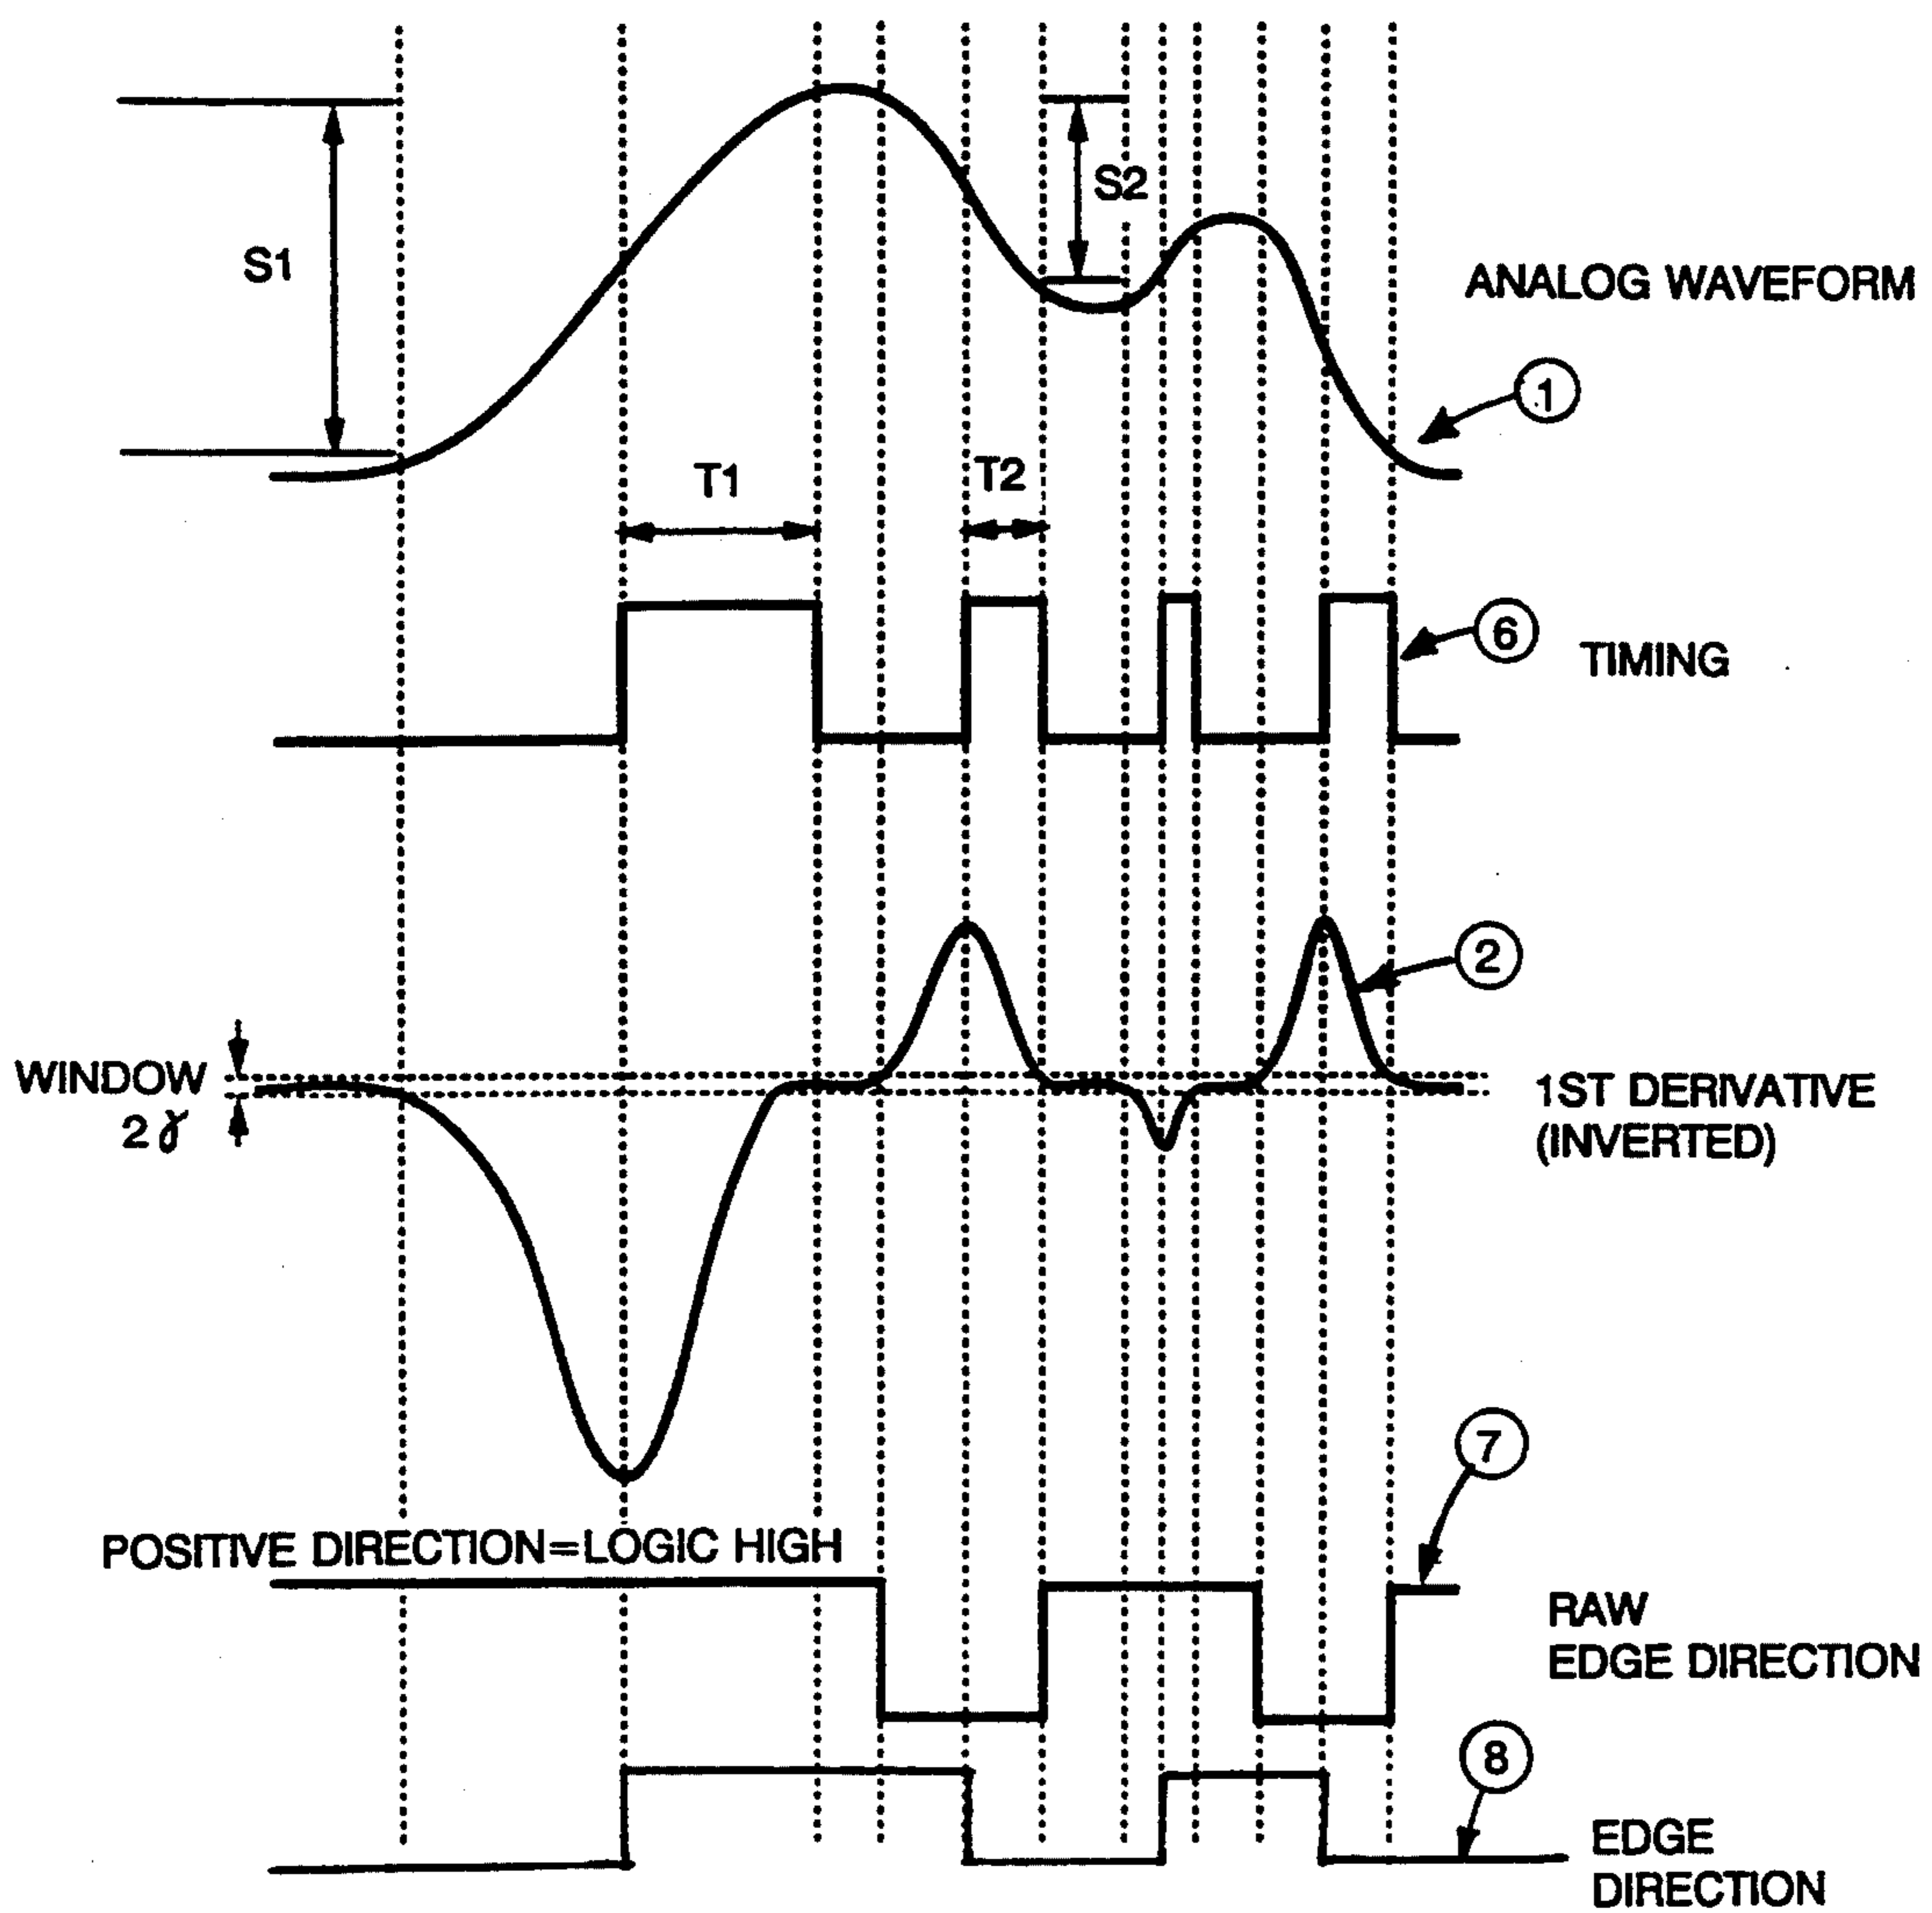 S1
S2
ANALOG WAVEFORM
1
T1
T2
6
TIMING
2
WINDOW
2γ
1ST DERIVATIVE
(INVERTED)
7
POSITIVE DIRECTION=LOGIC HIGH
RAW
EDGE DIRECTION
8
EDGE
DIRECTION